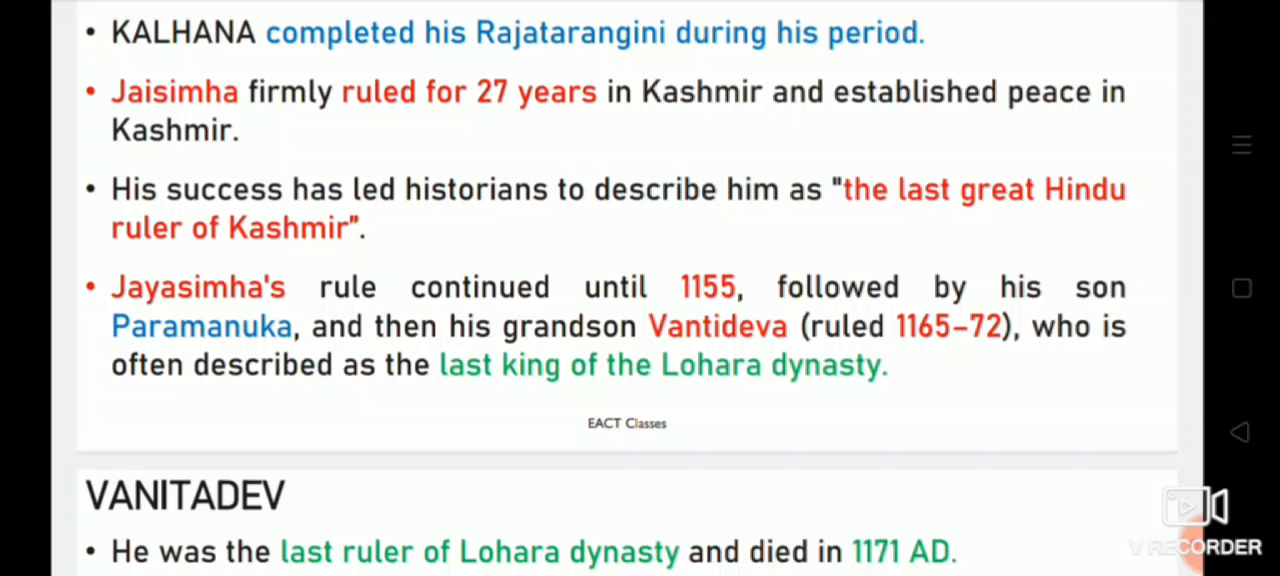 • KALHANA completed his Rajatarangini during his period.
• Jaisimha firmly ruled for 27 years in Kashmir and established peace in
Kashmir.
• His success has led historians to describe him as "the last great Hindu
ruler of Kashmir".
• Jayasimha's rule continued until 1155, followed by his son
Paramanuka, and then his grandson Vantideva (ruled 1165–72), who is
often described as the last king of the Lohara dynasty.
EACT Classes
VANITADEV
• He was the last ruler of Lohara dynasty and died in 1171 AD.
V RECORDER